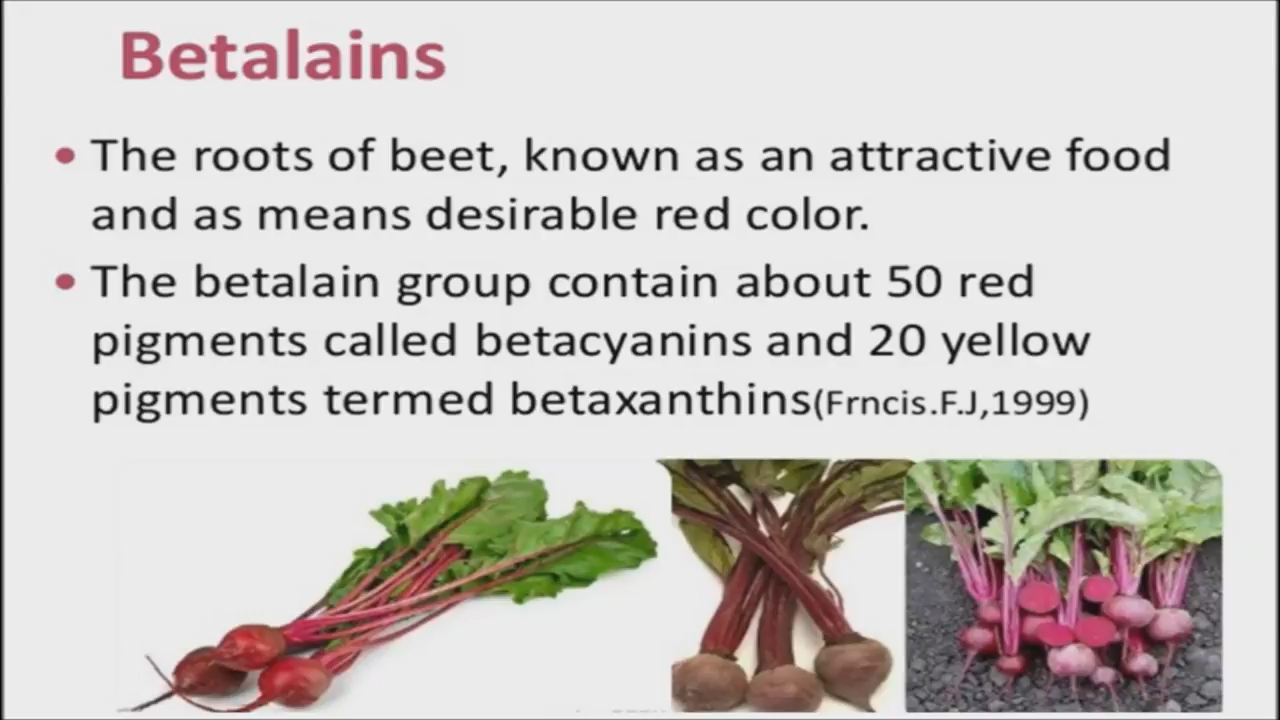 Betalains
• The roots of beet, known as an attractive food
and as means desirable red color.
• The betalain group contain about 50 red
pigments called betacyanins and 20 yellow
pigments termed betaxanthins(Frncis.F.J,1999)